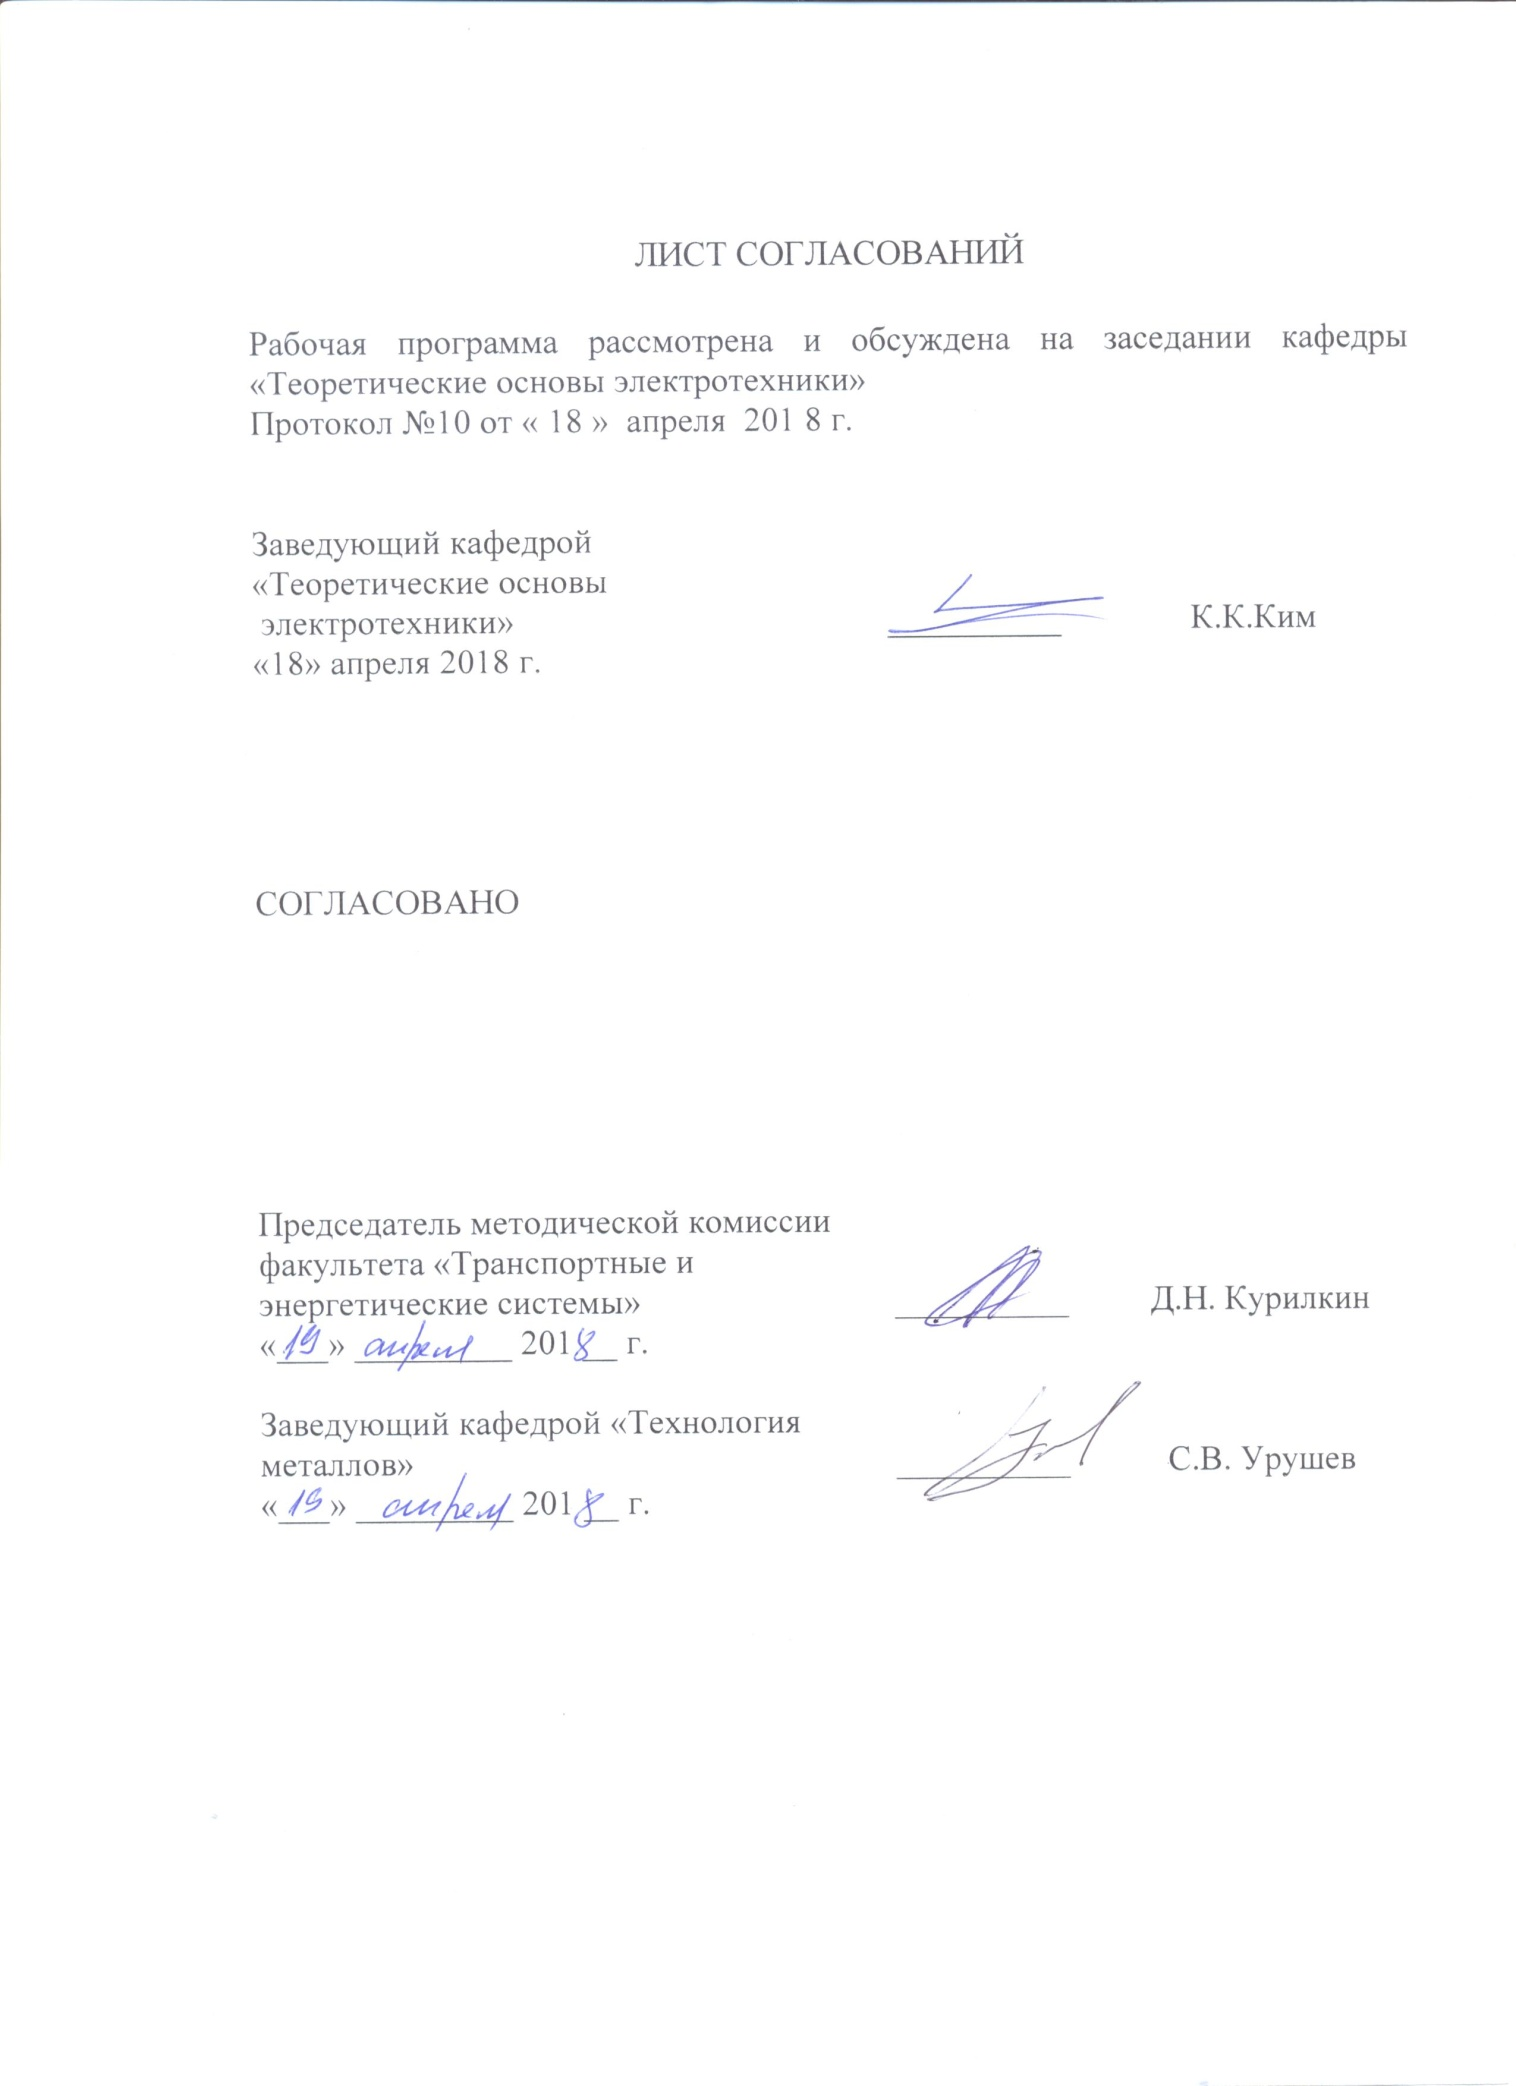 ЛИСТ СОГЛАСОВАНИЙ
Рабочая программа рассмотрена и обсуждена на заседании кафедры
«Теоретические основы электротехники»
Протокол №10 от « 18 » апреля 201 8 г.
Заведующий кафедрой
«Теоретические основы
электротехники» К.К.Ким
«18» апреля 2018 г.
СОГЛАСОВАНО
Председатель методической комиссии
факультета «Транспортные и
энергетические системы» Д.Н. Курилкин
«19» апреля 2018 г.
Заведующий кафедрой «Технология
металлов» С.В. Урушев
«19» апреля 2018 г.